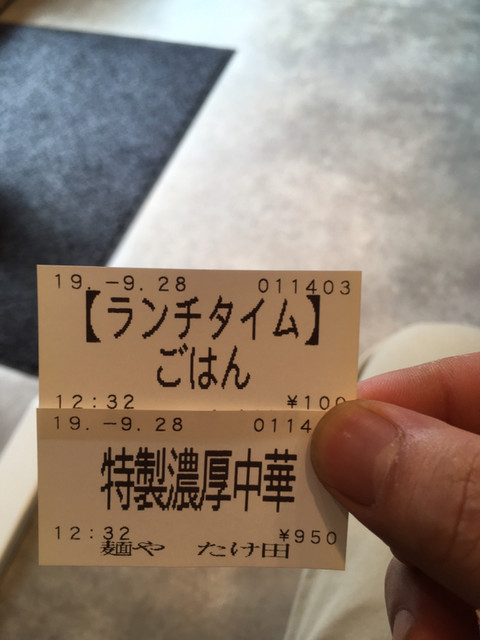 19.-9.28 011403
【ランチタイム】
ごはん
12:32 ¥100
19.-9.28 0114
特製濃厚中華
12:32 ¥950
麺や たけ田